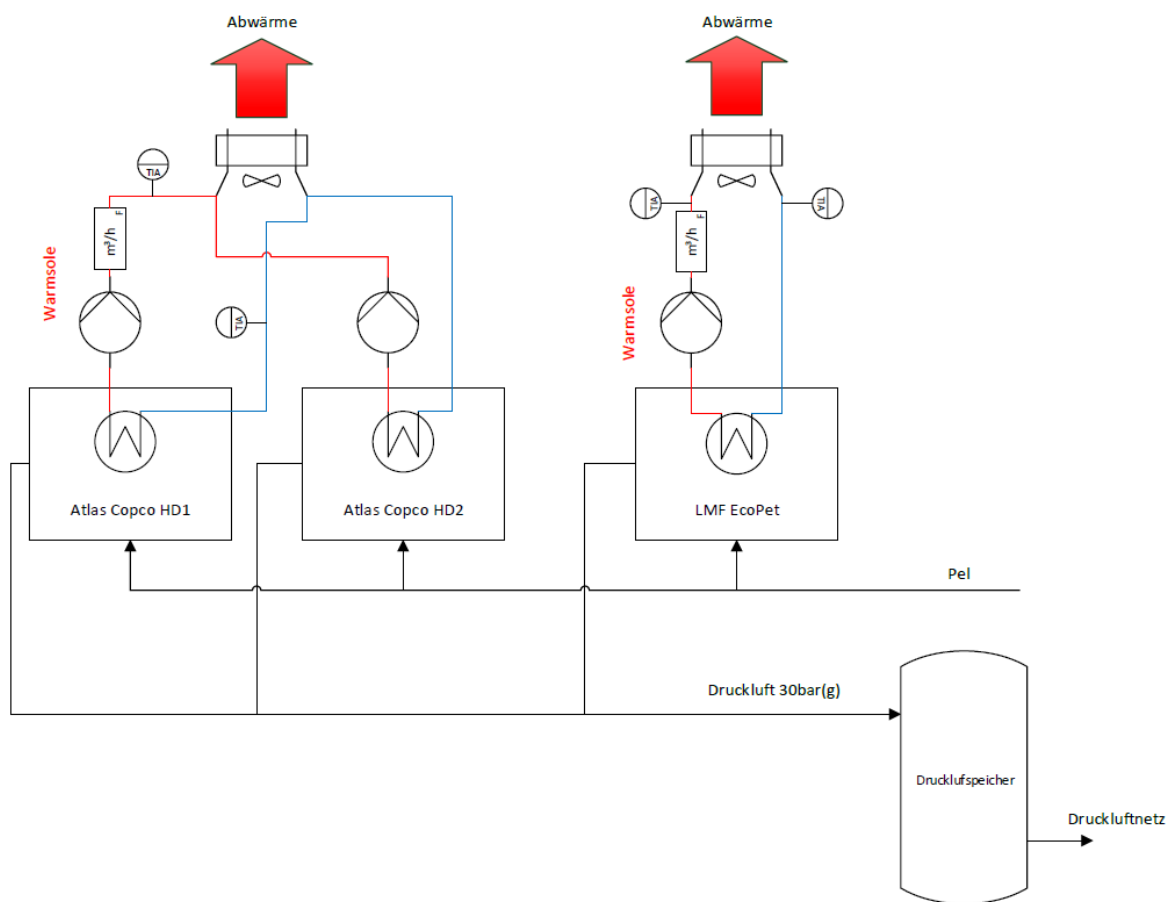 Abwärme
Abwärme
TIA
TIA
TIA
m³/h F
m³/h F
Warmsole
TIA
Warmsole
Atlas Copco HD1
Atlas Copco HD2
LMF EcoPet
Pel
Druckluft 30bar(g)
Drucklufspeicher
Druckluftnetz